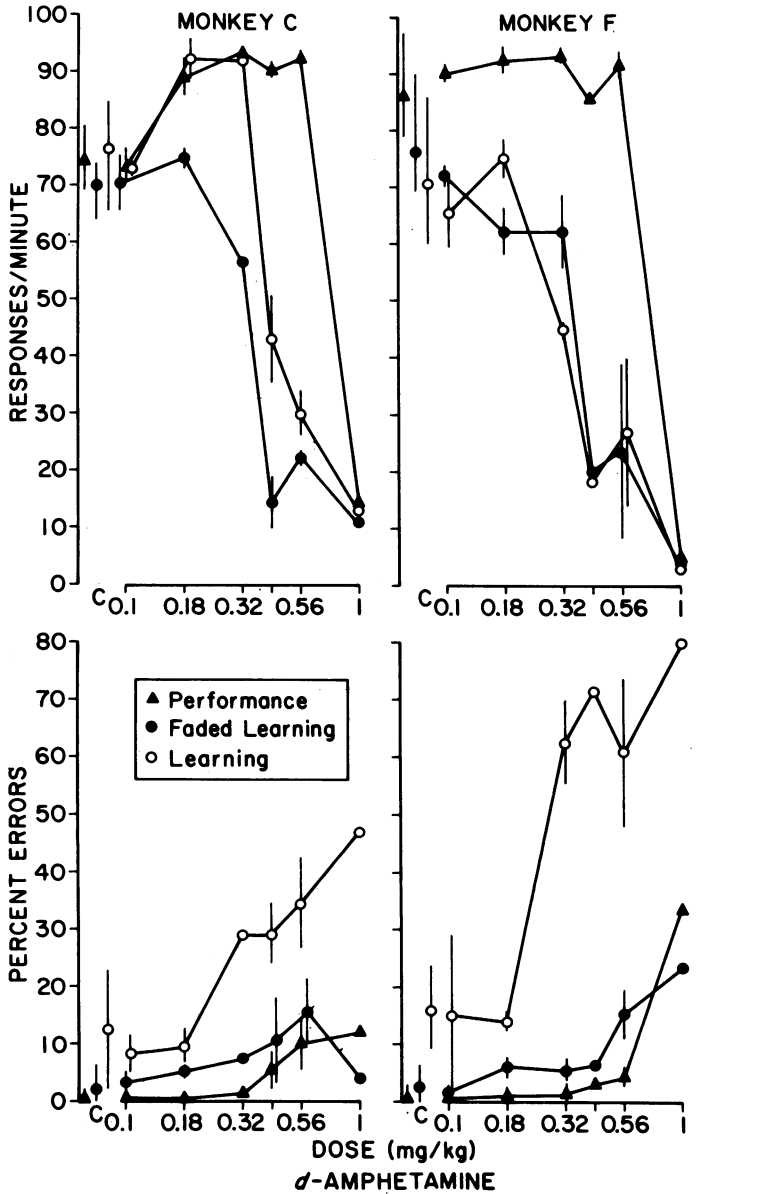 MONKEY C
MONKEY F
RESPONSES/MINUTE
100
90
80
70
60
50
40
30
20
10
0
C 0.1 0.18 0.32 0.56 1
C 0.1 0.18 0.32 0.56 1
PERCENT ERRORS
80
70
60
50
40
30
20
10
0
Performance
Faded Learning
Learning
C 0.1 0.18 0.32 0.56 1
C 0.1 0.18 0.32 0.56 1
DOSE (mg/kg)
d-AMPHETAMINE